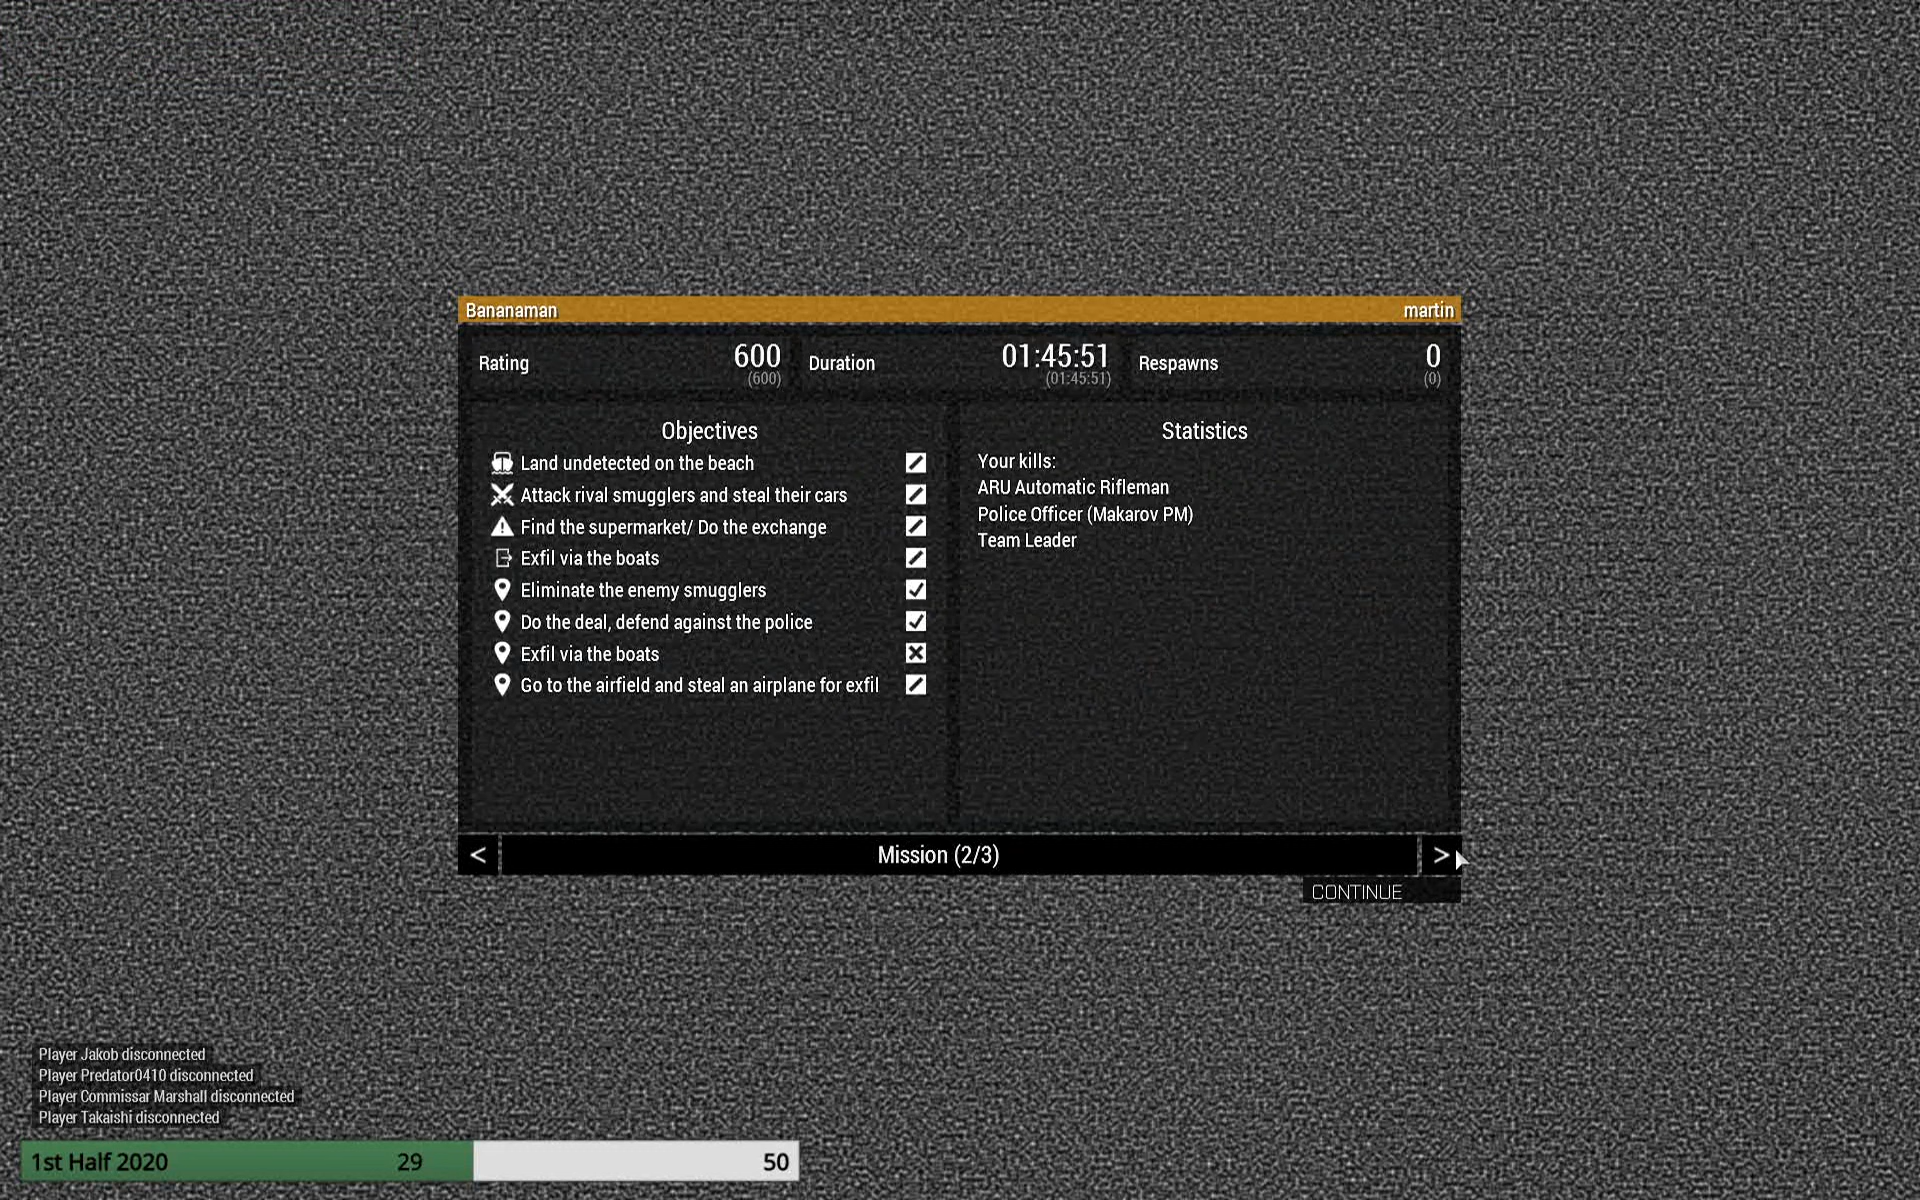 Bananaman martin
Rating 600 (600) Duration 01:45:51 (01:45:51) Respawns 0 (0)
Objectives
Land undetected on the beach
Attack rival smugglers and steal their cars
Find the supermarket/ Do the exchange
Exfil via the boats
Eliminate the enemy smugglers
Do the deal, defend against the police
Exfil via the boats
Go to the airfield and steal an airplane for exfil
Statistics
Your kills:
ARU Automatic Rifleman
Police Officer (Makarov PM)
Team Leader
< Mission (2/3) >
CONTINUE
Player Jakob disconnected
Player Predator0410 disconnected
Player Commissar Marshall disconnected
Player Takaishi disconnected
1st Half 2020 29 50